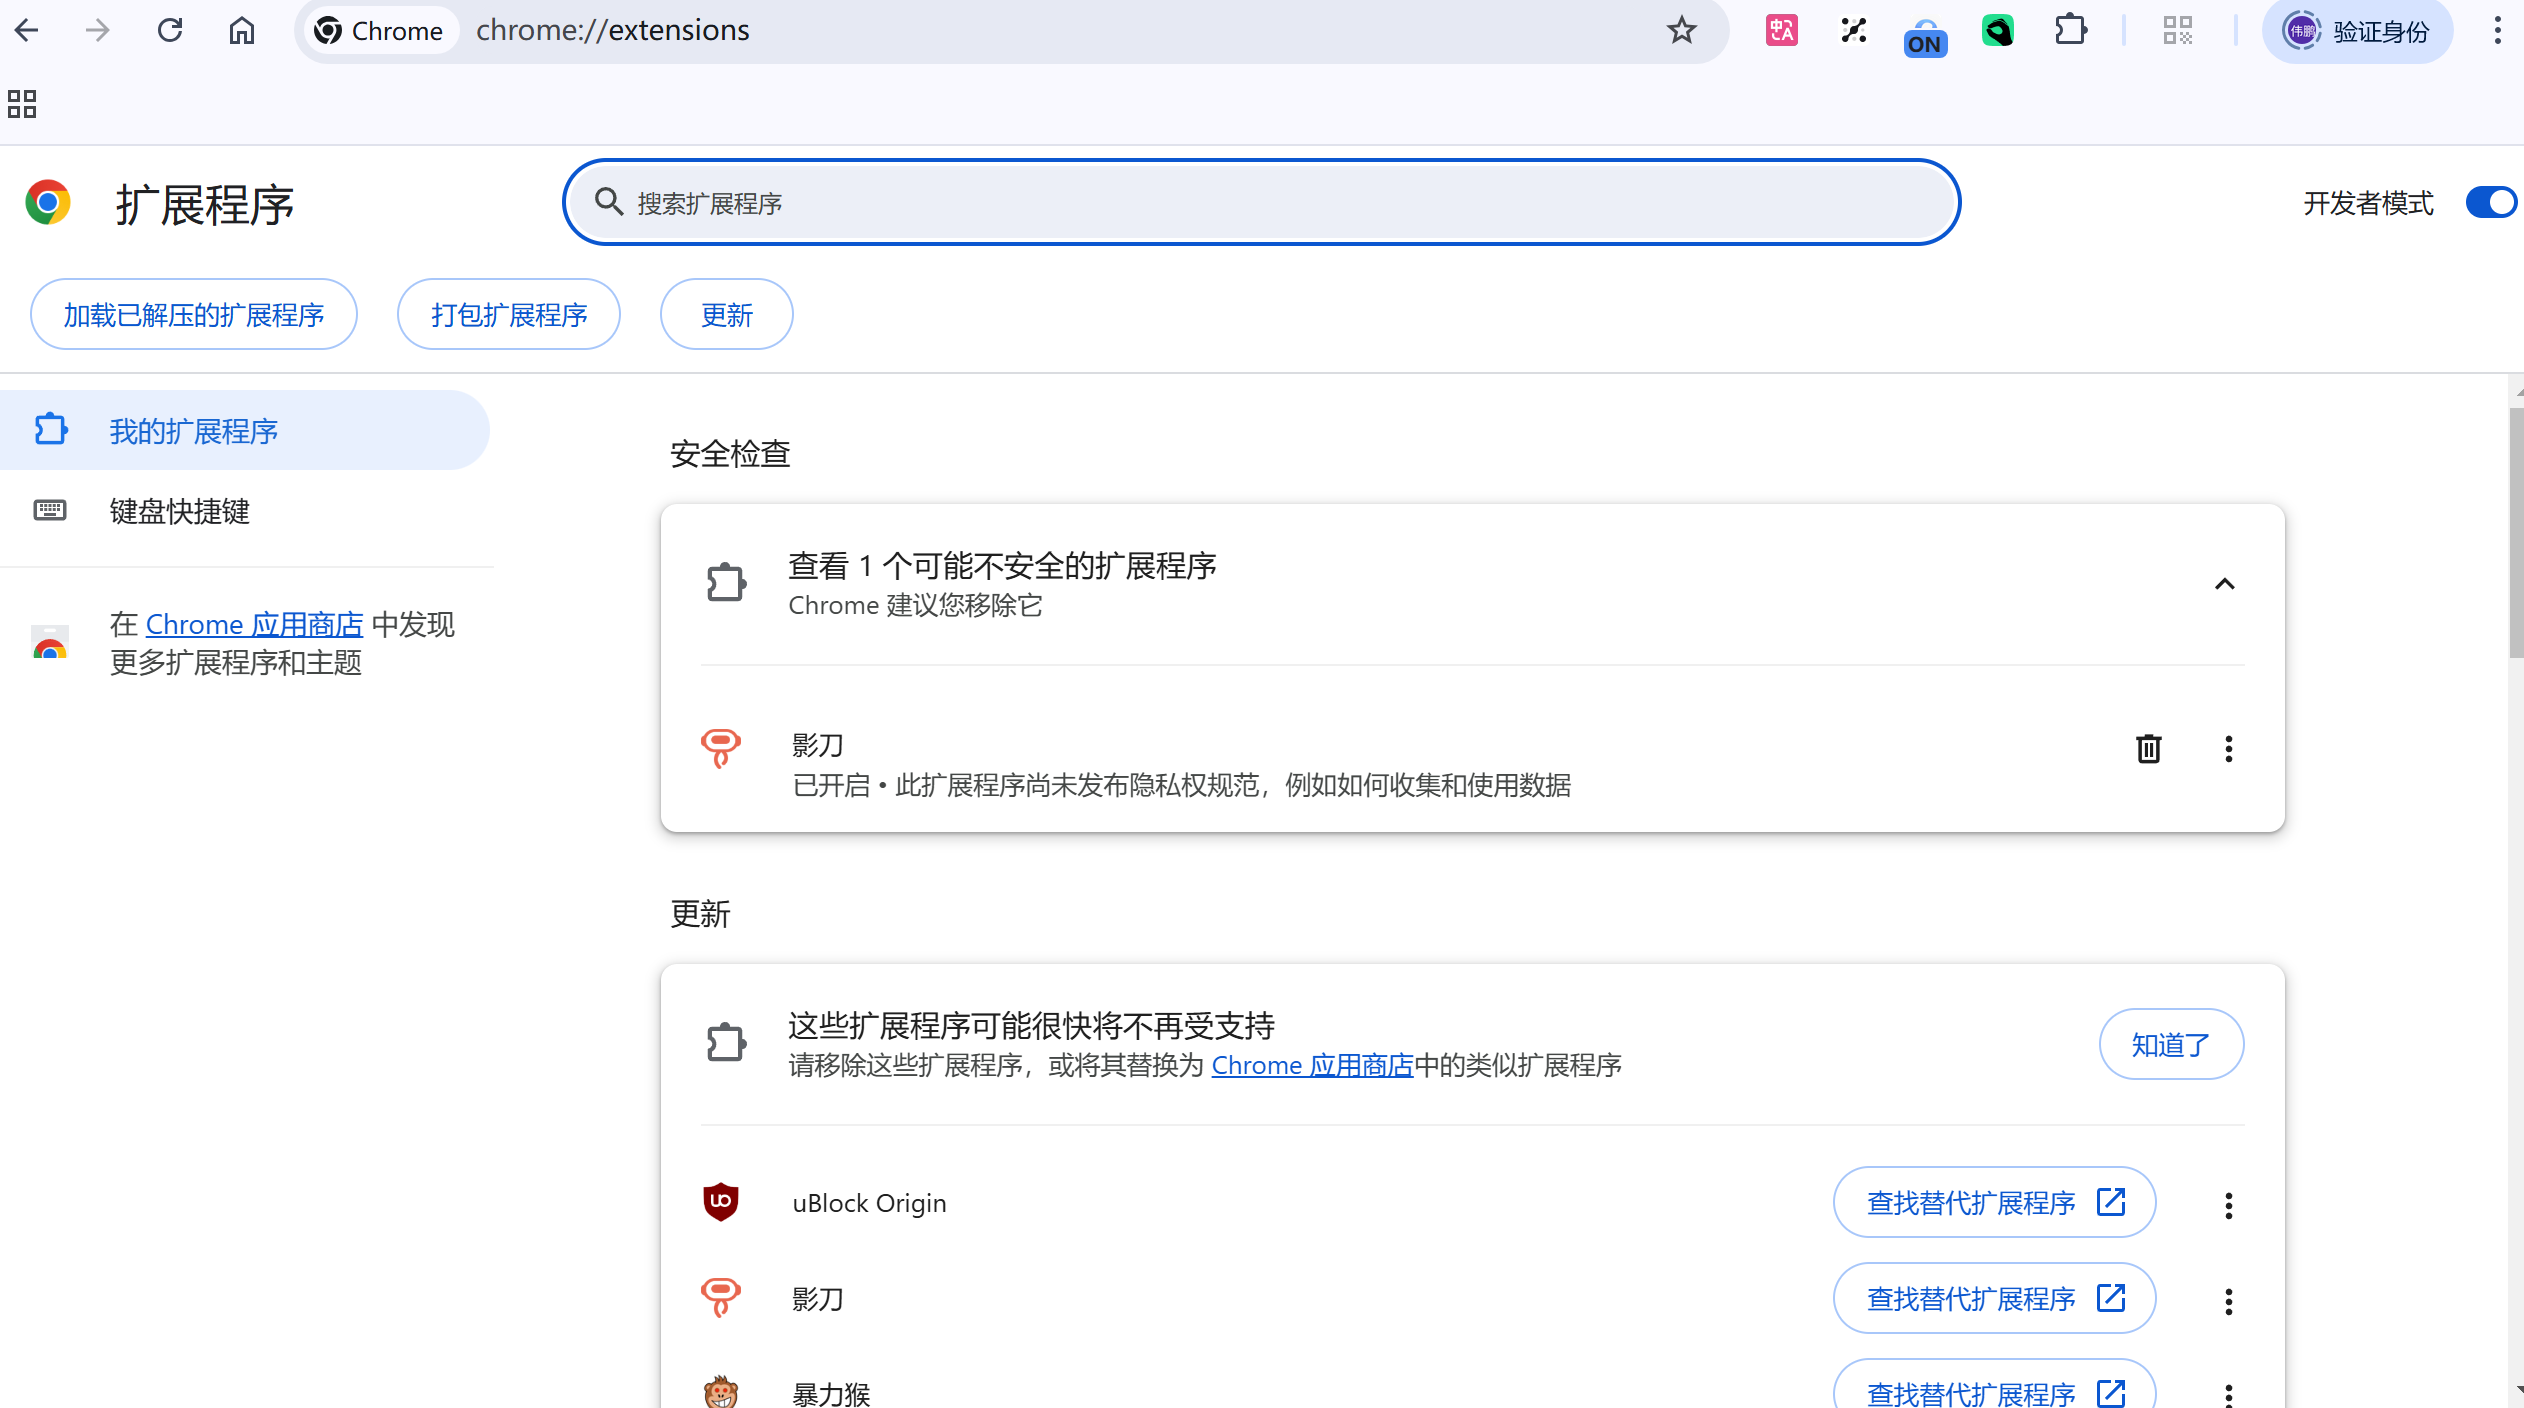 Chrome
chrome://extensions
中A
ON
伟鹏
验证身份
扩展程序
搜索扩展程序
开发者模式
加载已解压的扩展程序
打包扩展程序
更新
我的扩展程序
键盘快捷键
在 Chrome 应用商店 中发现
更多扩展程序和主题
安全检查
查看 1 个可能不安全的扩展程序
Chrome 建议您移除它
影刀
已开启 • 此扩展程序尚未发布隐私权规范，例如如何收集和使用数据
更新
这些扩展程序可能很快将不再受支持
请移除这些扩展程序，或将其替换为 Chrome 应用商店中的类似扩展程序
知道了
uBlock Origin
查找替代扩展程序
影刀
查找替代扩展程序
暴力猴
查找替代扩展程序